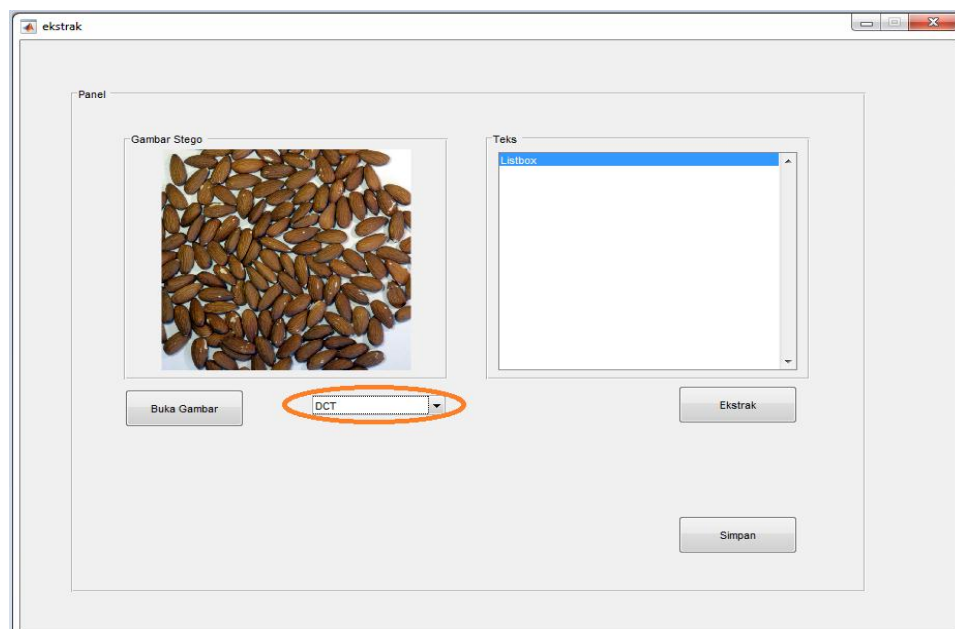 ekstrak
Panel
Gambar Stego
Teks
Listbox
Buka Gambar
DCT
Ekstrak
Simpan